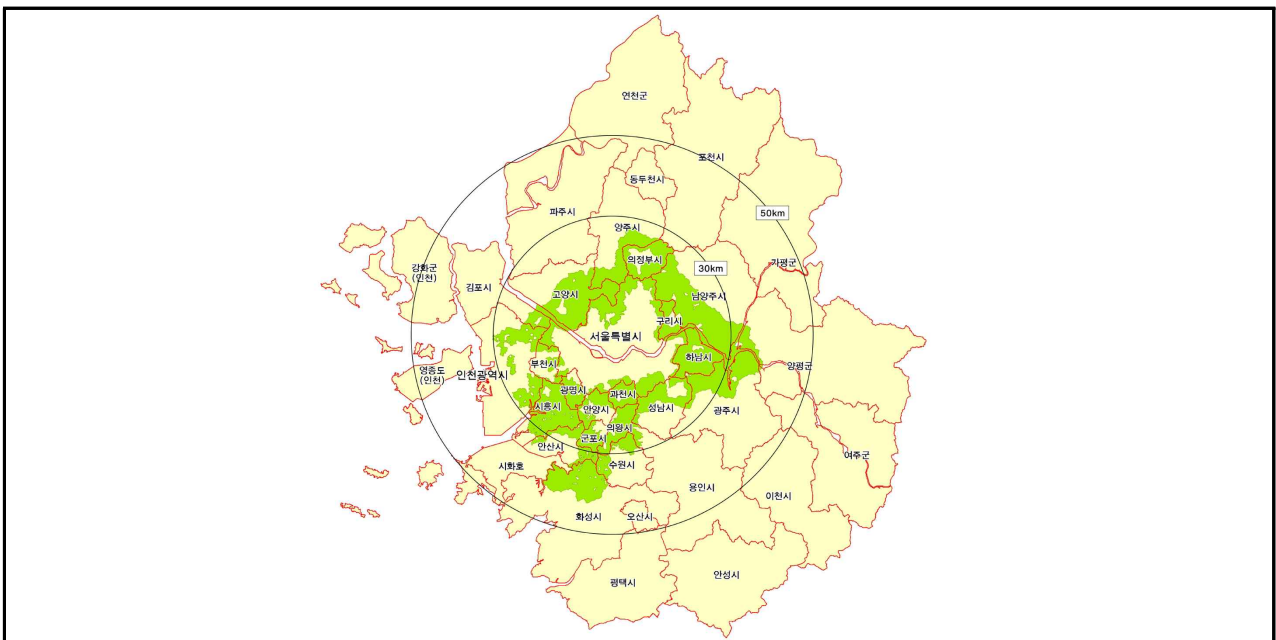 연천군
포천시
동두천시
파주시
50km
양주시
의정부시
30km
가평군
강화군
(인천)
김포시
고양시
남양주시
구리시
서울특별시
하남시
부천시
양평군
영종도
(인천)
인천광역시
광명시
과천시
시흥시
안양시
성남시
광주시
의왕시
군포시
안산시
여주군
시화호
수원시
용인시
이천시
화성시
오산시
평택시
안성시